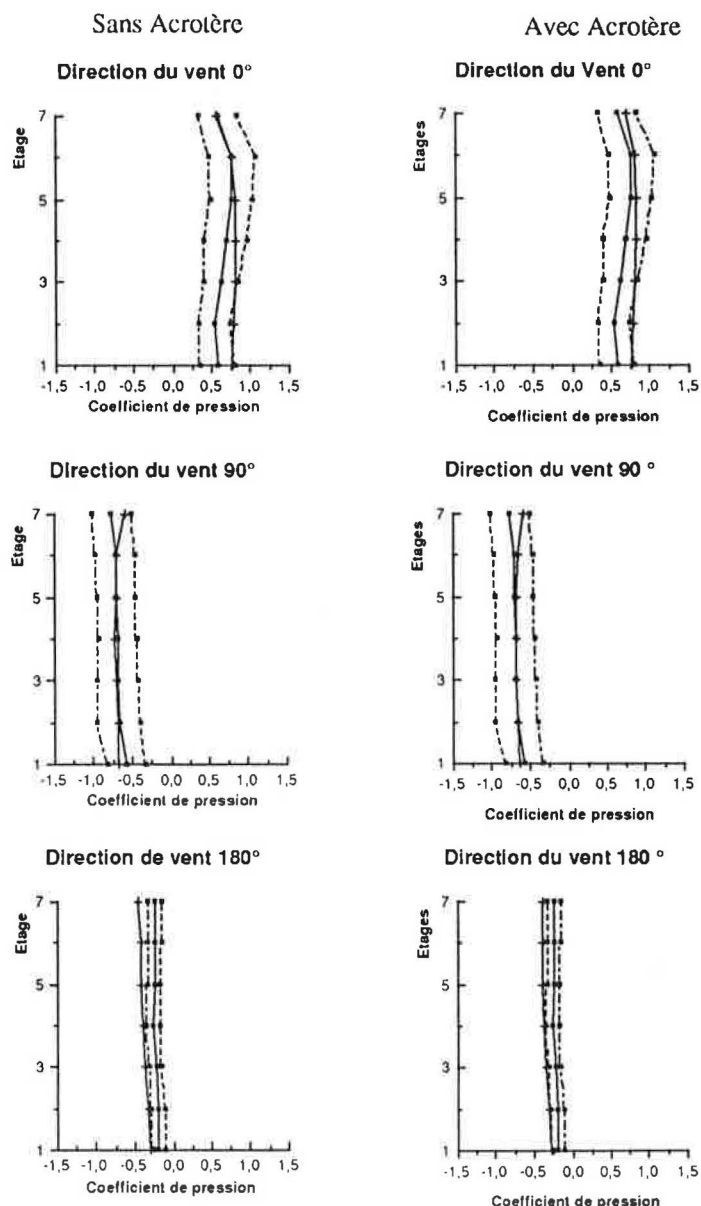 Sans Acrotère
Avec Acrotère
Direction du vent 0°
Direction du Vent 0°
Etage
7
5
3
1
-1,5 -1,0 -0,5 0,0 0,5 1,0 1,5
Coefficient de pression
Etages
7
5
3
1
-1,5 -1,0 -0,5 0,0 0,5 1,0 1,5
Coefficient de pression
Direction du vent 90°
Direction du vent 90 °
Etage
7
5
3
1
-1,5 -1,0 -0,5 0,0 0,5 1,0 1,5
Coefficient de pression
Etages
7
5
3
1
-1,5 -1,0 -0,5 0,0 0,5 1,0 1,5
Coefficient de pression
Direction de vent 180°
Direction du vent 180 °
Etage
7
5
3
1
-1,5 -1,0 -0,5 0,0 0,5 1,0 1,5
Coefficient de pression
Etages
7
5
3
1
-1,5 -1,0 -0,5 0,0 0,5 1,0 1,5
Coefficient de pression